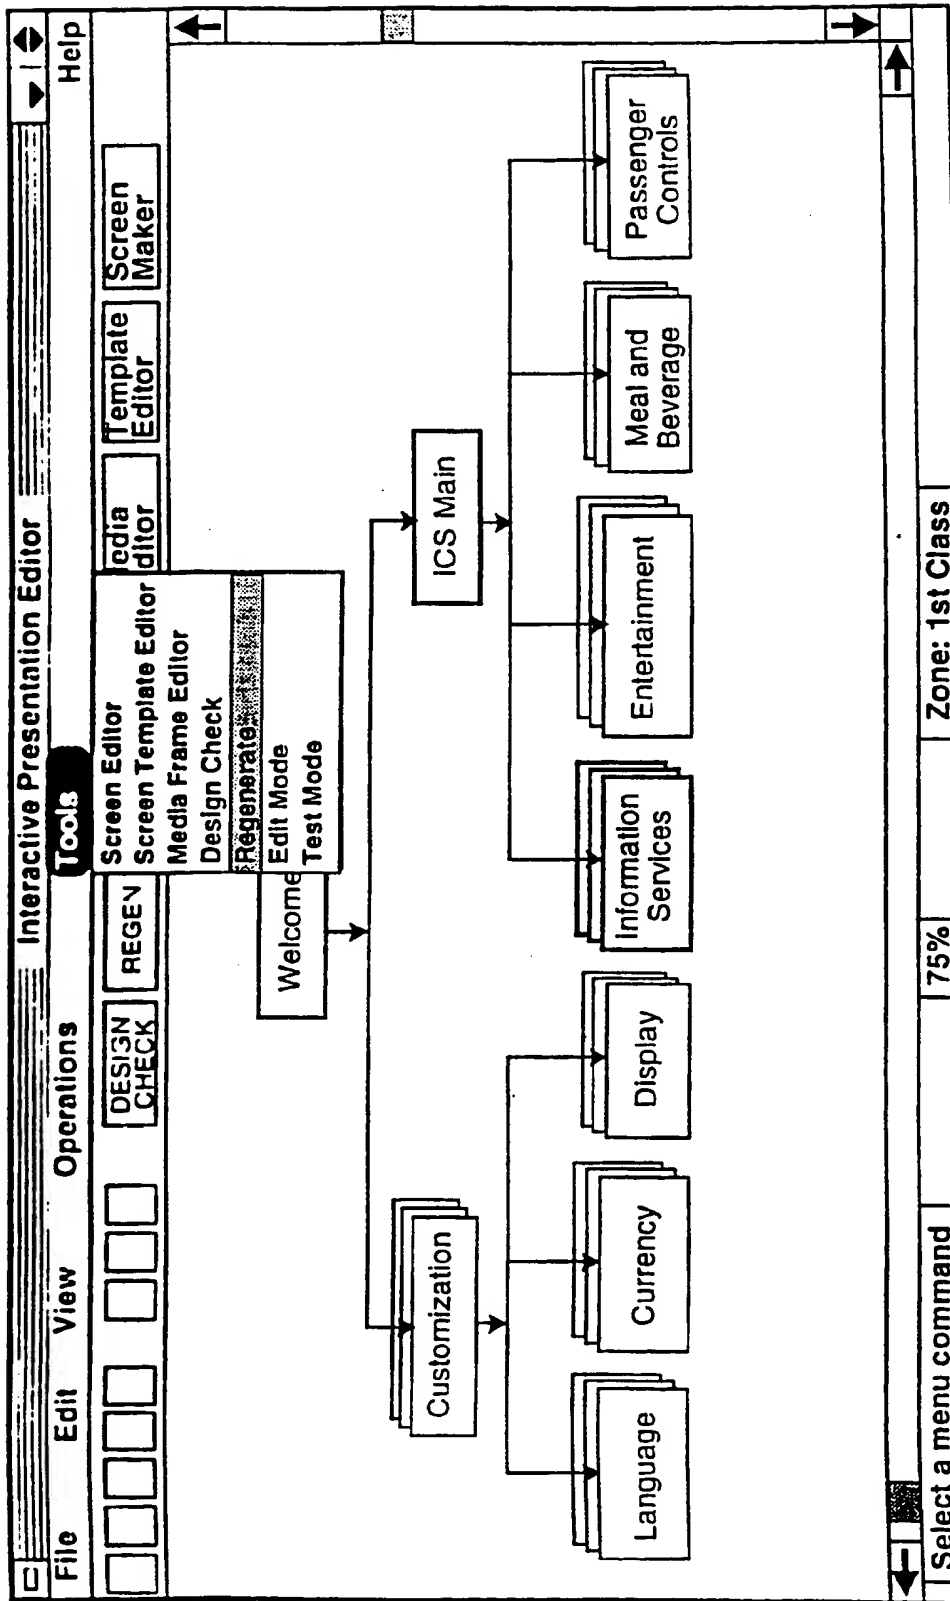 Interactive Presentation Editor
File Edit View Operations Tools Help
DESIGN
CHECK
REGEN
edia
ditor
Template
Editor
Screen
Maker
Screen Editor
Screen Template Editor
Media Frame Editor
Design Check
Regenerate
Edit Mode
Test Mode
Welcome
Customization
ICS Main
Language
Currency
Display
Information
Services
Entertainment
Meal and
Beverage
Passenger
Controls
Select a menu command 75% Zone: 1st Class